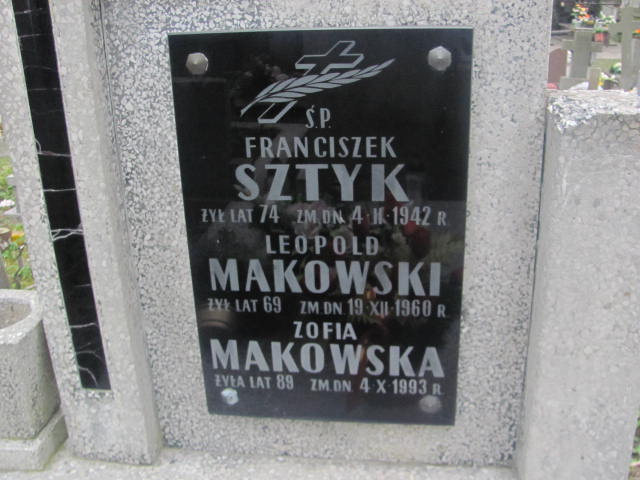 Ś.P.
FRANCISZEK
SZTYK
ŻYŁ LAT 74 ZM.DN. 4·II·1942 R.
LEOPOLD
MAKOWSKI
ŻYŁ LAT 69 ZM DN 19·XII·1960 R.
ZOFIA
MAKOWSKA
ŻYŁA LAT 89 ZM.DN 4·X·1993 R.